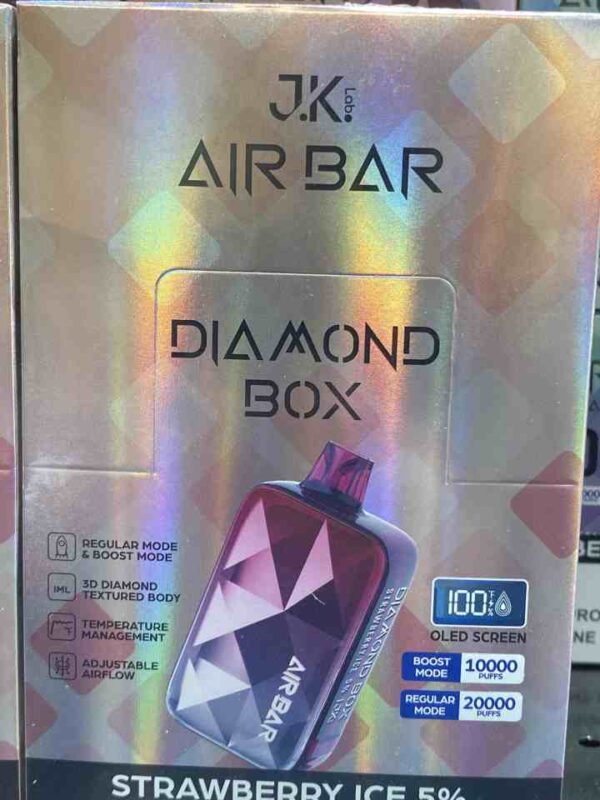 J.K. Lab.
AIR BAR
DIAMOND
BOX
REGULAR MODE
& BOOST MODE
IML
3D DIAMOND
TEXTURED BODY
TEMPERATURE
MANAGEMENT
ADJUSTABLE
AIRFLOW
AIR BAR
DIAMOND BOX
100%
OLED SCREEN
BOOST
MODE
10000
PUFFS
REGULAR
MODE
20000
PUFFS
STRAWBERRY ICE 5%